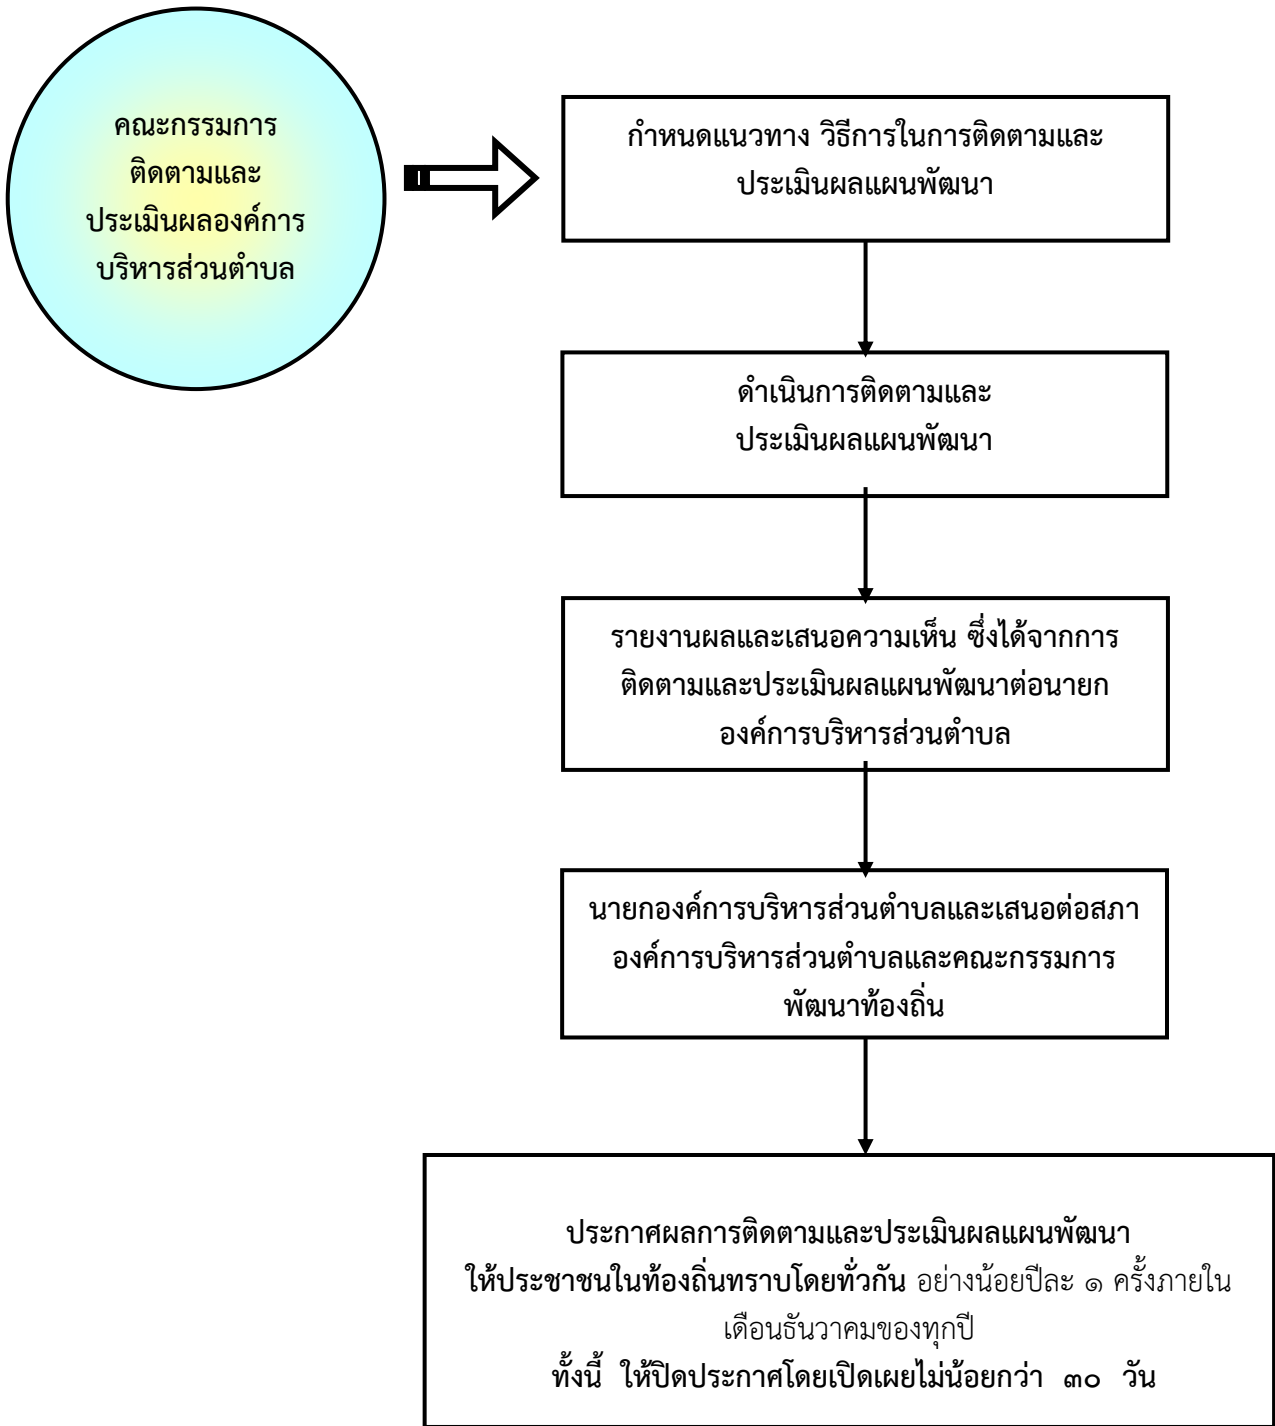 คณะกรรมการ
ติดตามและ
ประเมินผลองค์การ
บริหารส่วนตำบล
กำหนดแนวทาง วิธีการในการติดตามและ
ประเมินผลแผนพัฒนา
ดำเนินการติดตามและ
ประเมินผลแผนพัฒนา
รายงานผลและเสนอความเห็น ซึ่งได้จากการ
ติดตามและประเมินผลแผนพัฒนาต่อนายก
องค์การบริหารส่วนตำบล
นายกองค์การบริหารส่วนตำบลและเสนอต่อสภา
องค์การบริหารส่วนตำบลและคณะกรรมการ
พัฒนาท้องถิ่น
ประกาศผลการติดตามและประเมินผลแผนพัฒนา
ให้ประชาชนในท้องถิ่นทราบโดยทั่วกัน อย่างน้อยปีละ ๑ ครั้งภายใน
เดือนธันวาคมของทุกปี
ทั้งนี้ ให้ปิดประกาศโดยเปิดเผยไม่น้อยกว่า ๓๐ วัน